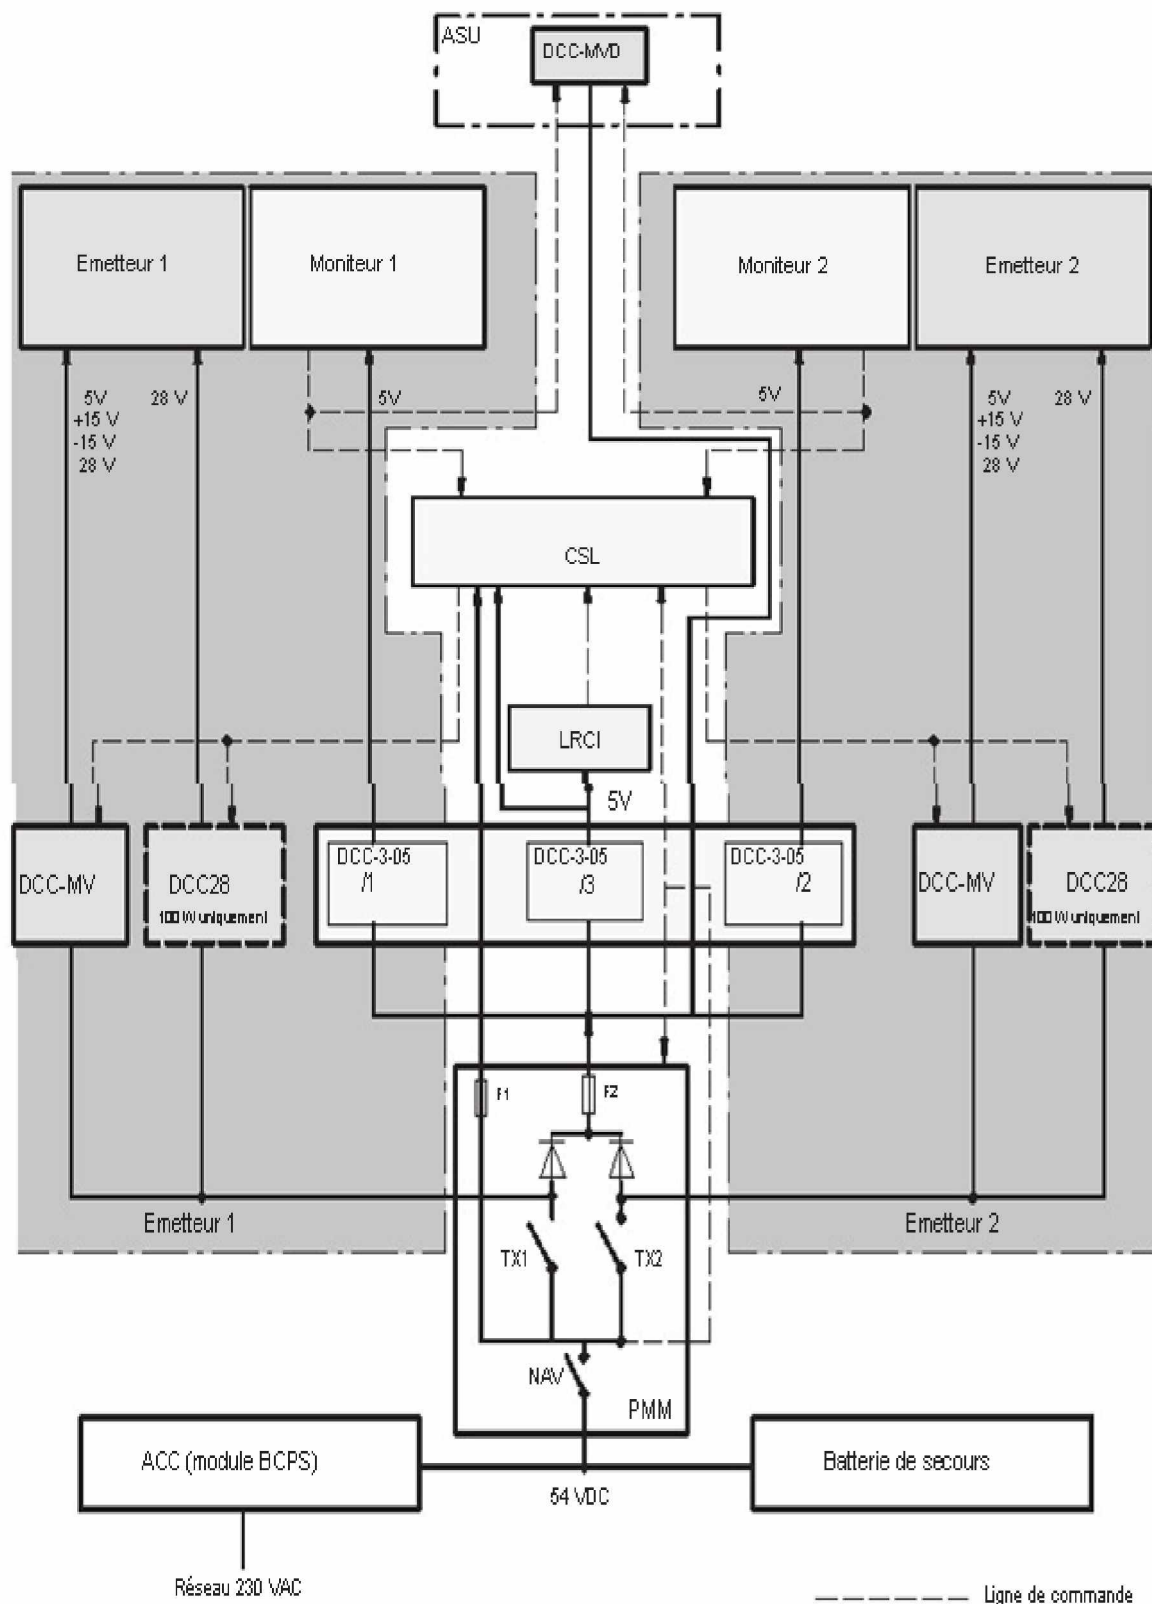 ASU
DCC-MVD
Emetteur 1
Moniteur 1
Moniteur 2
Emetteur 2
5V
+15 V
-15 V
28 V
28 V
5V
5V
5V
+15 V
-15 V
28 V
28 V
CSL
LRCI
5V
DCC-MV
DCC28
100 W uniquement
DCC-3-05
/1
DCC-3-05
/3
DCC-3-05
/2
DCC-MV
DCC28
100 W uniquement
F1
F2
Emetteur 1
Emetteur 2
TX1
TX2
NAV
PMM
ACC (module BCPS)
Batterie de secours
54 VDC
Réseau 230 VAC
Ligne de commande